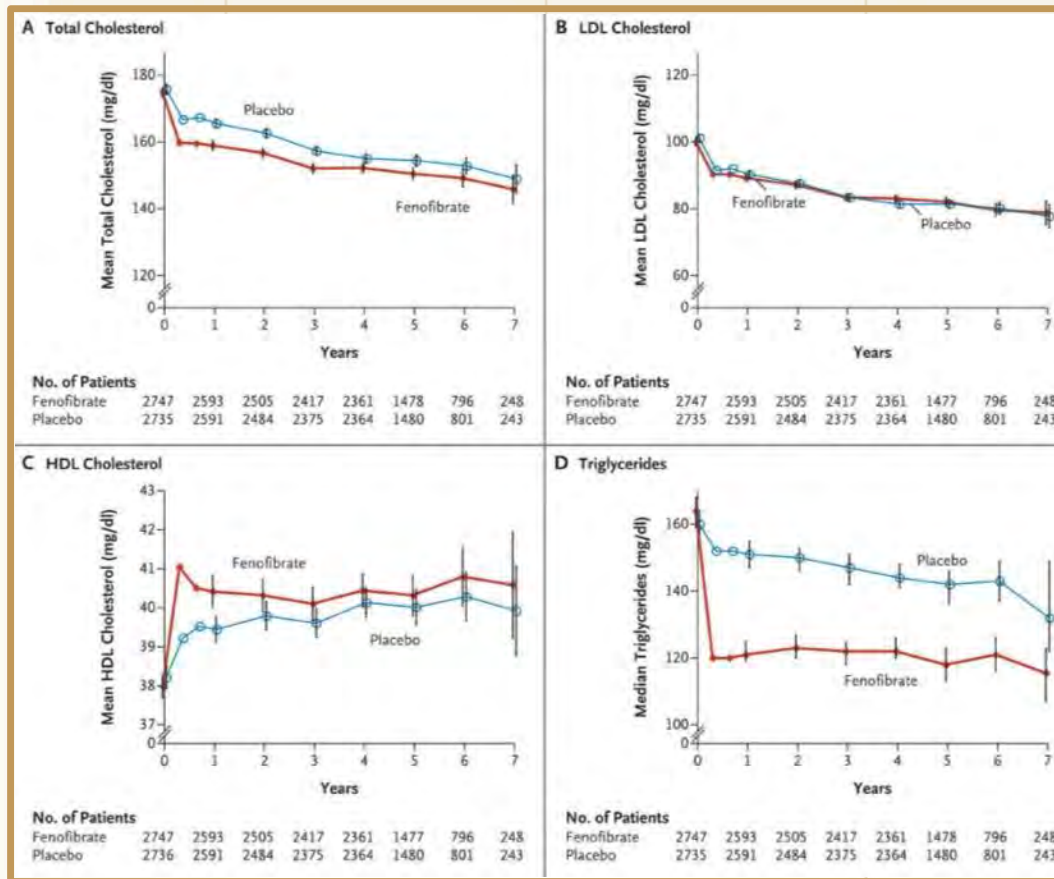 A Total Cholesterol
Mean Total Cholesterol (mg/dl)
180
160
140
120
0
Placebo
Fenofibrate
0 1 2 3 4 5 6 7
Years
No. of Patients
Fenofibrate 2747 2593 2505 2417 2361 1478 796 248
Placebo 2735 2591 2484 2375 2364 1480 801 243
B LDL Cholesterol
Mean LDL Cholesterol (mg/dl)
120
100
80
60
0
Fenofibrate
Placebo
0 1 2 3 4 5 6 7
Years
No. of Patients
Fenofibrate 2747 2593 2505 2417 2361 1477 796 248
Placebo 2735 2591 2484 2375 2364 1480 801 243
C HDL Cholesterol
Mean HDL Cholesterol (mg/dl)
43
42
41
40
39
38
37
0
Fenofibrate
Placebo
0 1 2 3 4 5 6 7
Years
No. of Patients
Fenofibrate 2747 2593 2505 2417 2361 1477 796 248
Placebo 2736 2591 2484 2375 2364 1480 801 243
D Triglycerides
Median Triglycerides (mg/dl)
160
140
120
100
0
Placebo
Fenofibrate
0 1 2 3 4 5 6 7
Years
No. of Patients
Fenofibrate 2747 2593 2505 2417 2361 1478 796 248
Placebo 2735 2591 2484 2375 2364 1480 801 243